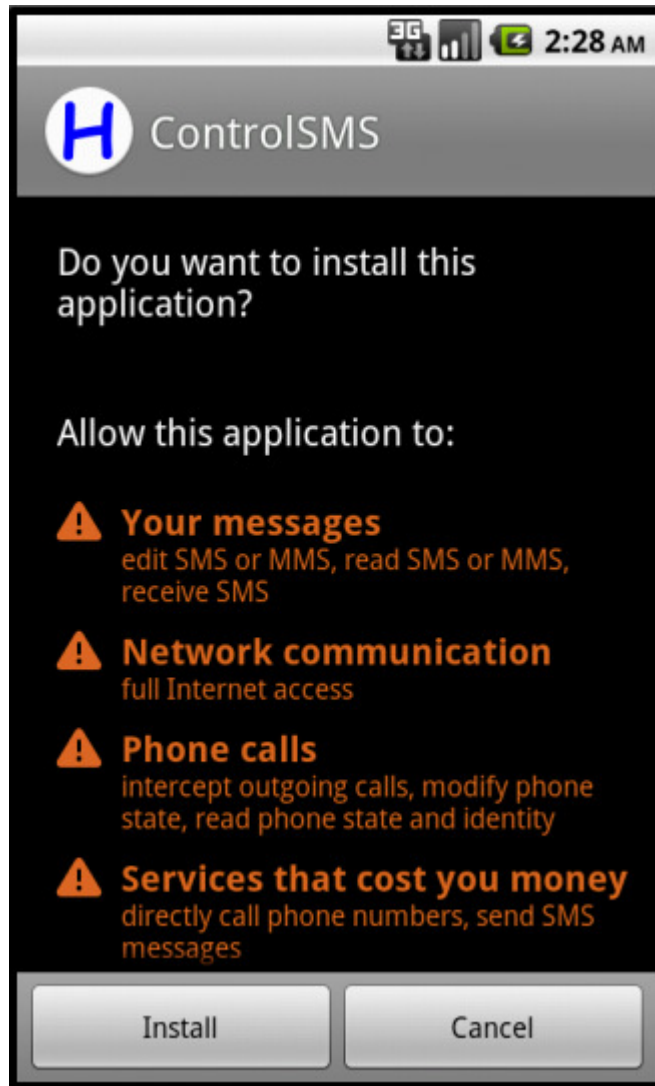 3G 2:28 AM
H ControlSMS
Do you want to install this
application?
Allow this application to:
Your messages
edit SMS or MMS, read SMS or MMS,
receive SMS
Network communication
full Internet access
Phone calls
intercept outgoing calls, modify phone
state, read phone state and identity
Services that cost you money
directly call phone numbers, send SMS
messages
Install Cancel